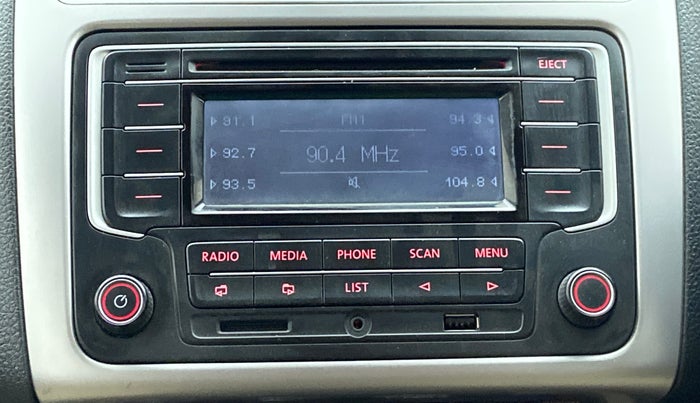 EJECT
91.1 FM1 94.3
92.7 90.4 MHz 95.0
93.5 104.8
RADIO MEDIA PHONE SCAN MENU
LIST